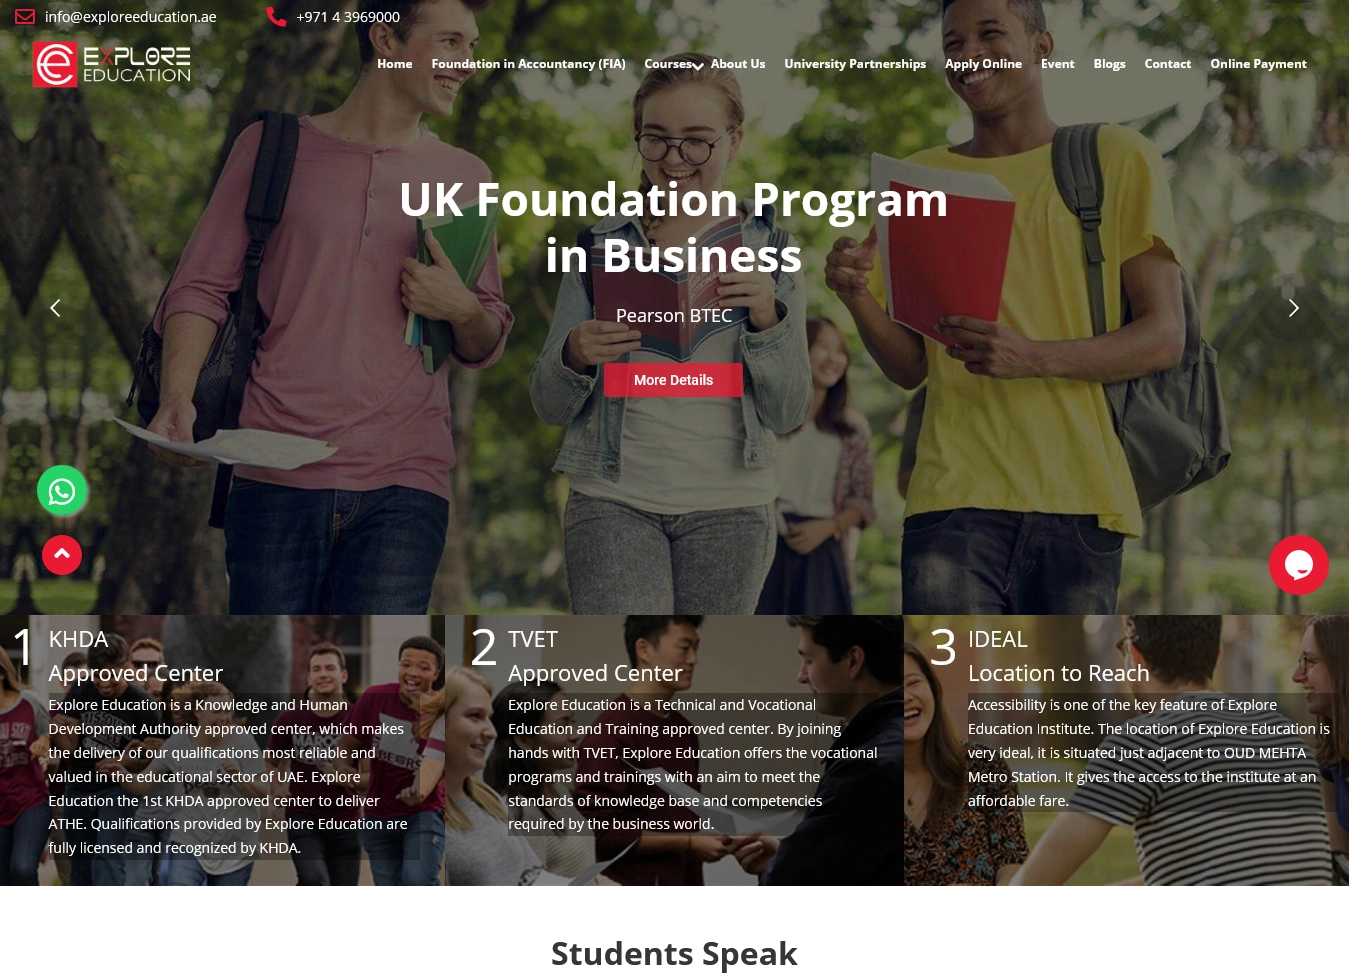 info@exploreeducation.ae
+971 4 3969000
EXPLORE
EDUCATION
Home
Foundation in Accountancy (FIA)
Courses
About Us
University Partnerships
Apply Online
Event
Blogs
Contact
Online Payment
UK Foundation Program
in Business
Pearson BTEC
More Details
1
KHDA
Approved Center
Explore Education is a Knowledge and Human
Development Authority approved center, which makes
the delivery of our qualifications most reliable and
valued in the educational sector of UAE. Explore
Education the 1st KHDA approved center to deliver
ATHE. Qualifications provided by Explore Education are
fully licensed and recognized by KHDA.
2
TVET
Approved Center
Explore Education is a Technical and Vocational
Education and Training approved center. By joining
hands with TVET, Explore Education offers the vocational
programs and trainings with an aim to meet the
standards of knowledge base and competencies
required by the business world.
3
IDEAL
Location to Reach
Accessibility is one of the key feature of Explore
Education Institute. The location of Explore Education is
very ideal, it is situated just adjacent to OUD MEHTA
Metro Station. It gives the access to the institute at an
affordable fare.
Students Speak